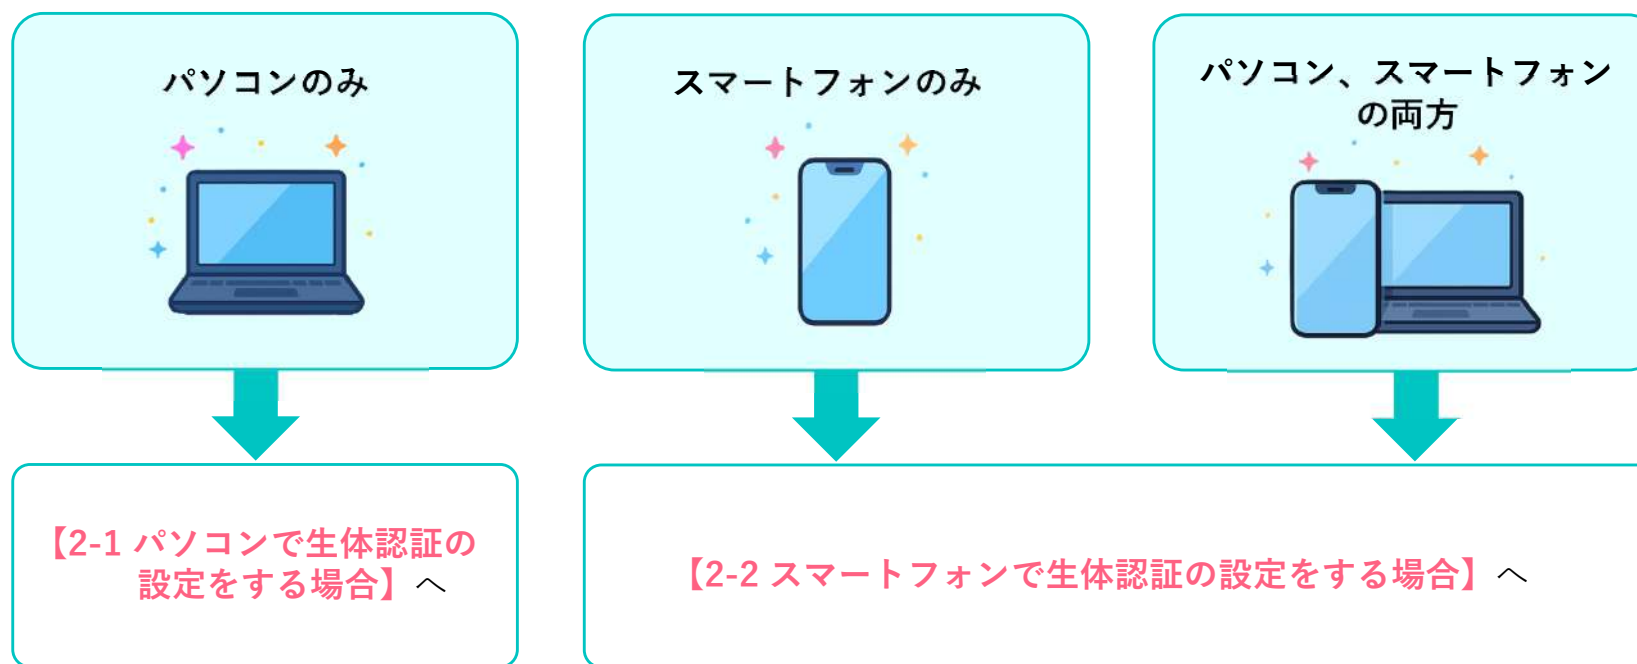 パソコンのみ
スマートフォンのみ
パソコン、スマートフォン
の両方
【2-1 パソコンで生体認証の
設定をする場合】へ
【2-2 スマートフォンで生体認証の設定をする場合】へ